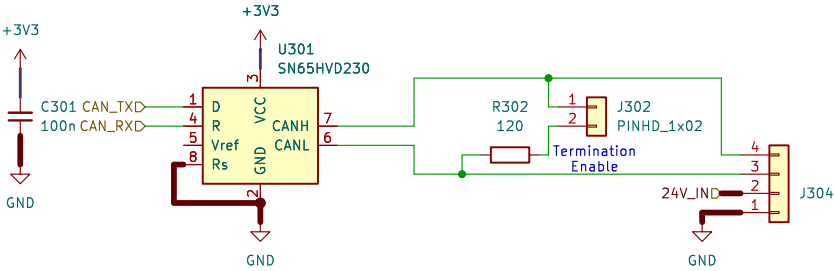 +3V3
+3V3
U301
SN65HVD230
C301
100n
CAN_TX
CAN_RX
1
4
5
8
D
R
Vref
Rs
3
VCC
GND
2
CANH
CANL
7
6
R302
120
1
2
J302
PINHD_1x02
Termination
Enable
4
3
2
1
24V_IN
J304
GND
GND
GND